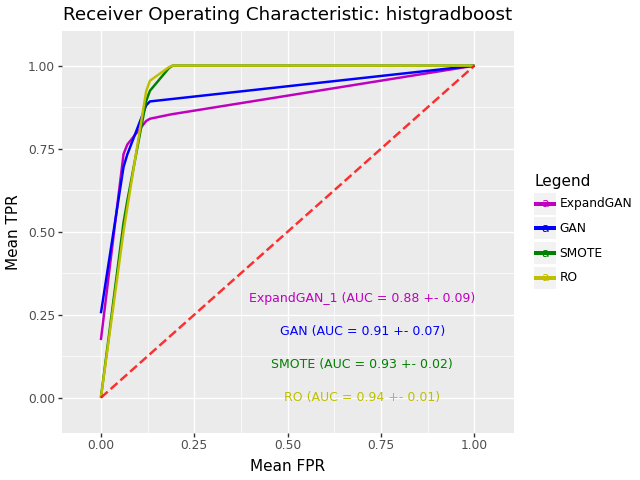 Receiver Operating Characteristic: histgradboost
1.00
0.75
0.50
0.25
0.00
Mean TPR
ExpandGAN_1 (AUC = 0.88 +- 0.09)
GAN (AUC = 0.91 +- 0.07)
SMOTE (AUC = 0.93 +- 0.02)
RO (AUC = 0.94 +- 0.01)
0.00 0.25 0.50 0.75 1.00
Mean FPR
Legend
a ExpandGAN
a GAN
a SMOTE
a RO